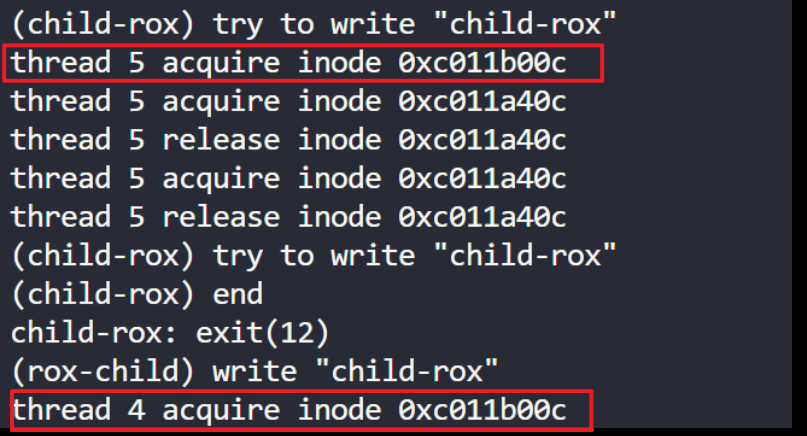 (child-rox) try to write "child-rox"
thread 5 acquire inode 0xc011b00c
thread 5 acquire inode 0xc011a40c
thread 5 release inode 0xc011a40c
thread 5 acquire inode 0xc011a40c
thread 5 release inode 0xc011a40c
(child-rox) try to write "child-rox"
(child-rox) end
child-rox: exit(12)
(rox-child) write "child-rox"
thread 4 acquire inode 0xc011b00c